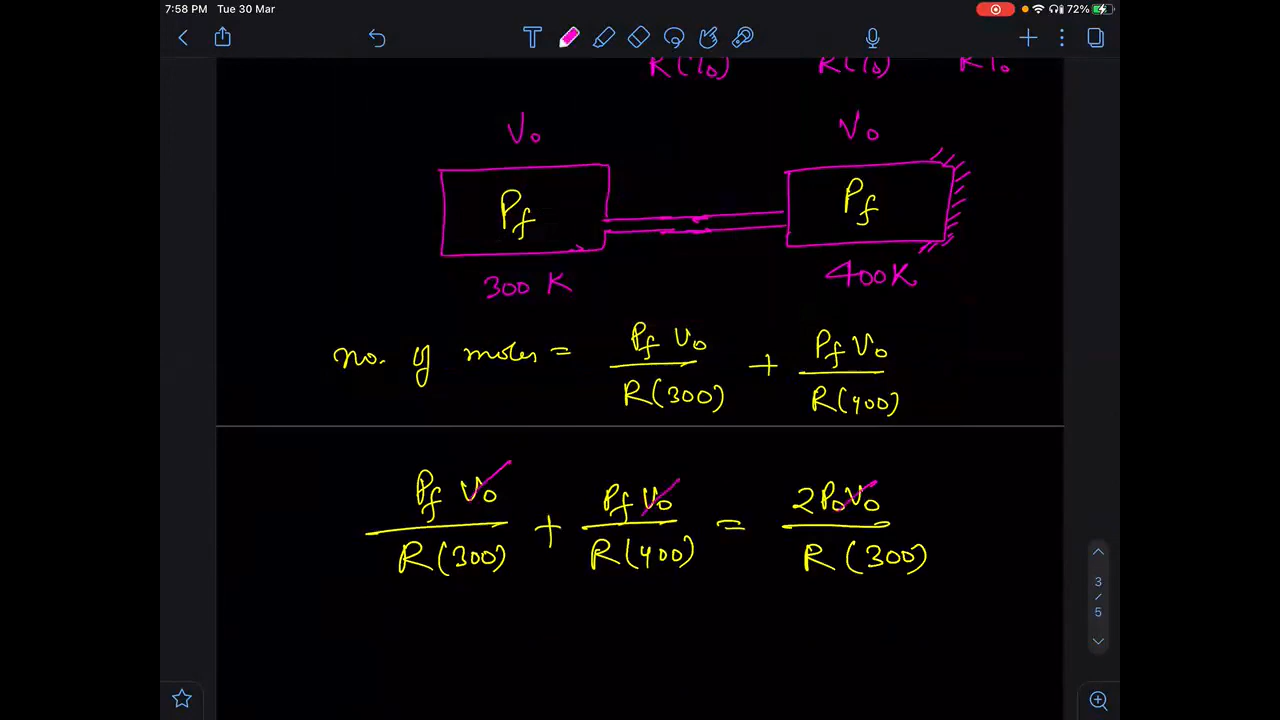 7:58 PM Tue 30 Mar 72%
V₀ V₀
P_f P_f
300 K 400K
no. of moles = P_f V₀ / R(300) + P_f V₀ / R(400)
P_f V₀ / R(300) + P_f V₀ / R(400) = 2P₀V₀ / R(300)
3 / 5